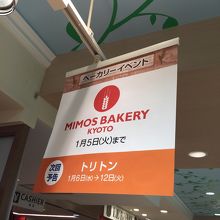 ベーカリーイベント
MIMOS BAKERY
KYOTO
1月5日(火)まで
次回
予告
トリトン
1月6日(水)→12日(火)
CASHIER